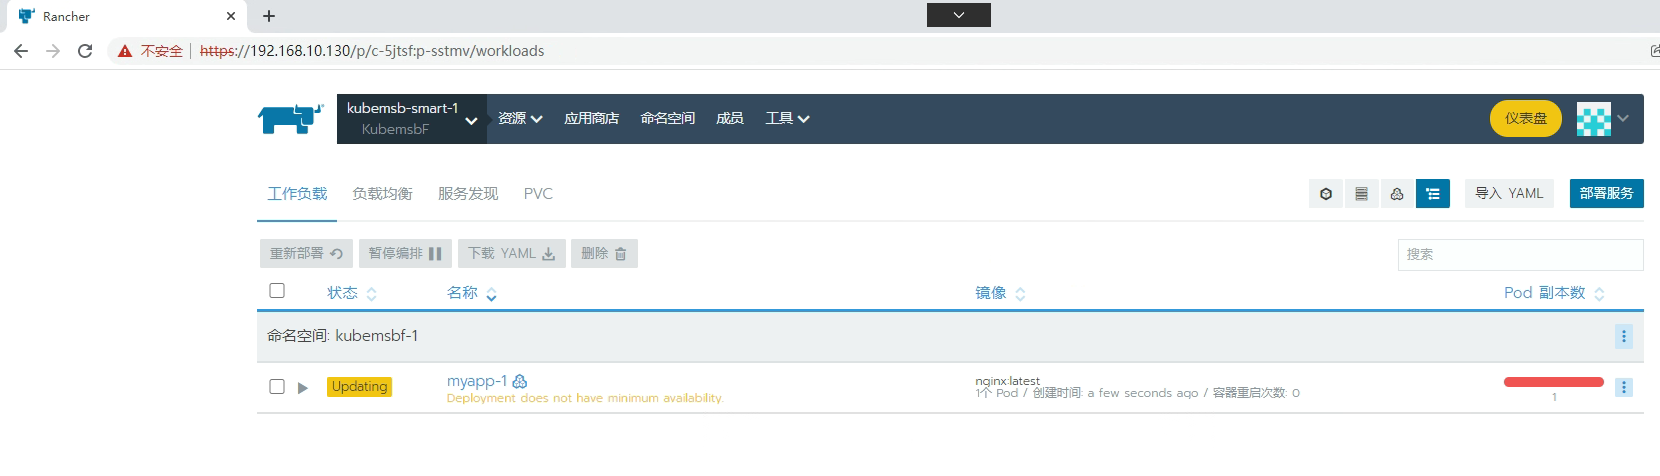 Rancher
不安全 https://192.168.10.130/p/c-5jtsf:p-sstmv/workloads
kubemsb-smart-1
KubemsbF
资源 应用商店 命名空间 成员 工具 仪表盘
工作负载 负载均衡 服务发现 PVC 导入 YAML 部署服务
重新部署 暂停编排 下载 YAML 删除 搜索
状态 名称 镜像 Pod 副本数
命名空间: kubemsbf-1
Updating myapp-1 nginx:latest
Deployment does not have minimum availability. 1个 Pod / 创建时间: a few seconds ago / 容器重启次数: 0 1